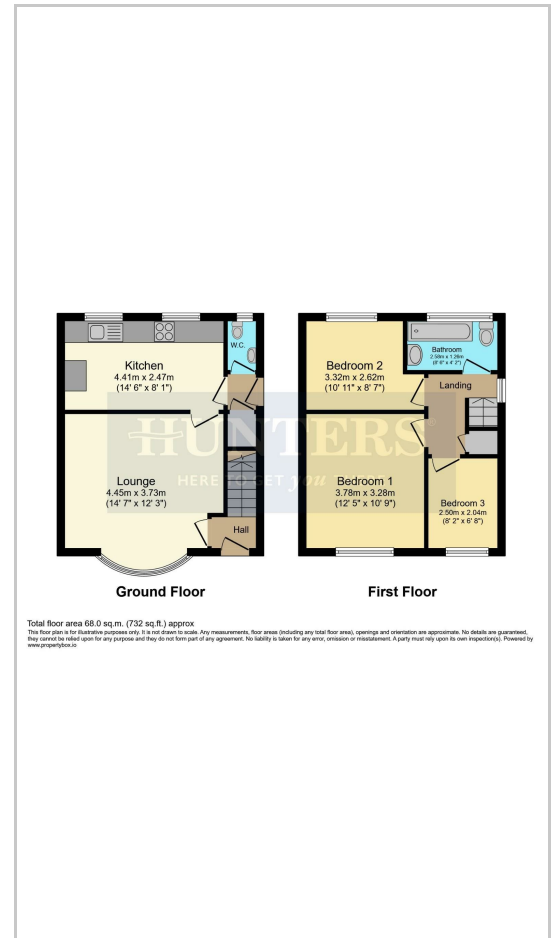 Kitchen
4.41m x 2.47m
(14' 6" x 8' 1")
W.C.
Lounge
4.45m x 3.73m
(14' 7" x 12' 3")
Hall
Ground Floor
Bedroom 2
3.32m x 2.62m
(10' 11" x 8' 7")
Bathroom
2.59m x 1.26m
(8' 6" x 4' 2")
Landing
Bedroom 1
3.78m x 3.28m
(12' 5" x 10' 9")
Bedroom 3
2.50m x 2.04m
(8' 2" x 6' 8")
First Floor
HUNTERS
HERE TO GET you
Total floor area 68.0 sq.m. (732 sq.ft.) approx
This floor plan is for illustrative purposes only. It is not drawn to scale. Any measurements, floor areas (including any total floor area), openings and orientation are approximate. No details are guaranteed,
they cannot be relied upon for any purpose and they do not form part of any agreement. No liability is taken for any error, omission or misstatement. A party must rely upon its own inspection(s). Powered by
www.propertybox.io